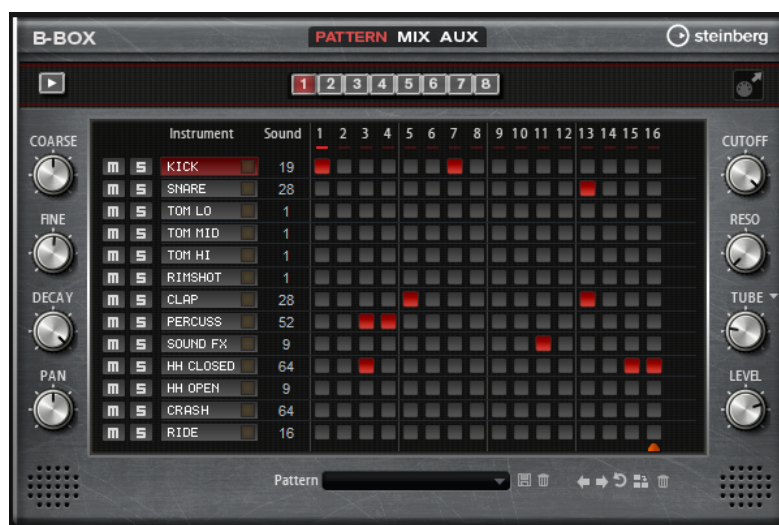 B-BOX PATTERN MIX AUX steinberg
1 2 3 4 5 6 7 8
COARSE Instrument Sound 1 2 3 4 5 6 7 8 9 10 11 12 13 14 15 16 CUTOFF
m S KICK 19
m S SNARE 28
FINE m S TOM LO 1 RESO
m S TOM MID 1
m S TOM HI 1
m S RIMSHOT 1
DECAY m S CLAP 28 TUBE
m S PERCUSS 52
m S SOUND FX 9
PAN m S HH CLOSED 64 LEVEL
m S HH OPEN 9
m S CRASH 64
m S RIDE 16
Pattern